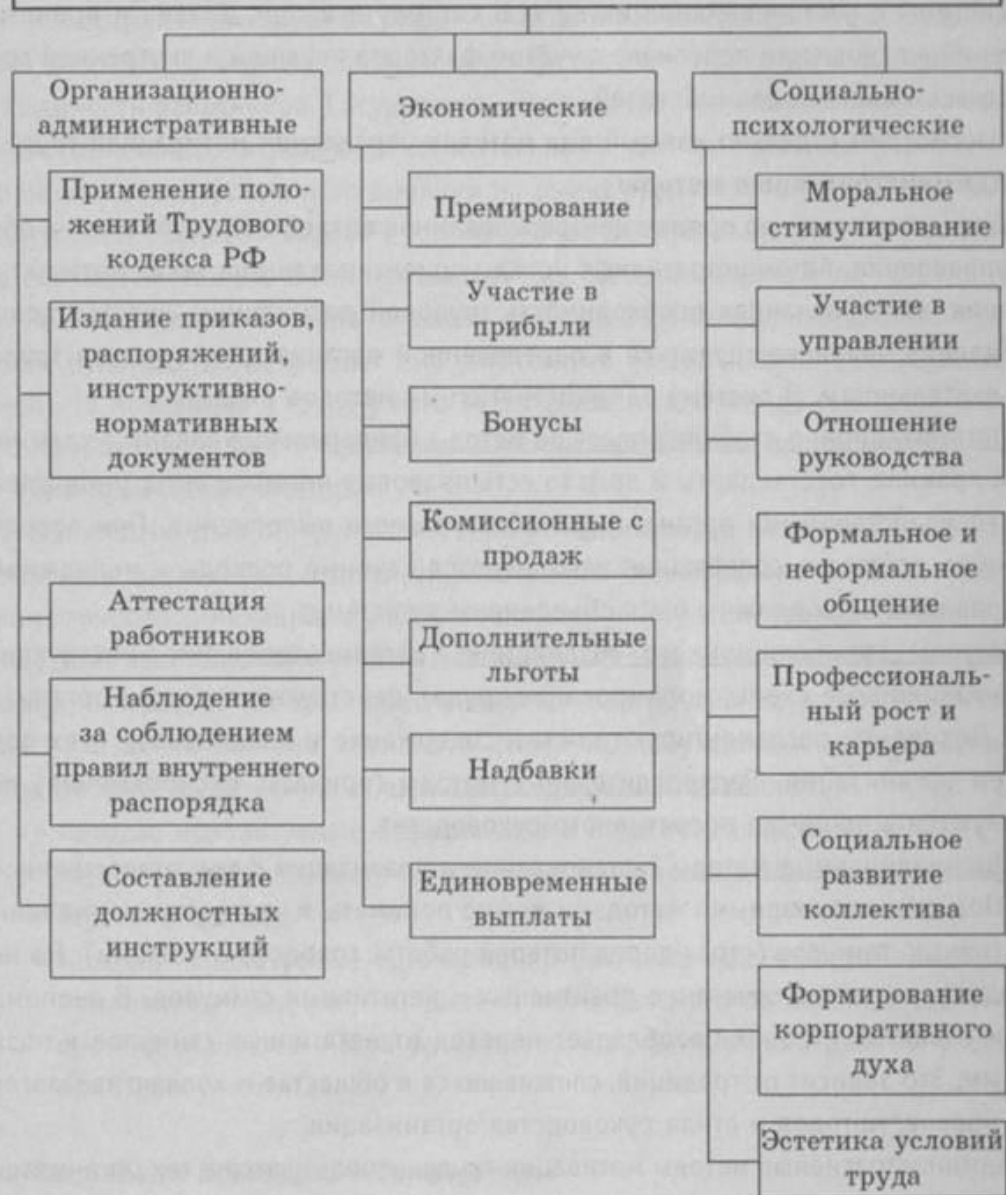 Организационно-
административные
Применение поло-
жений Трудового
кодекса РФ
Издание приказов,
распоряжений,
инструктивно-
нормативных
документов
Аттестация
работников
Наблюдение
за соблюдением
правил внутреннего
распорядка
Составление
должностных
инструкций
Экономические
Премирование
Участие в
прибыли
Бонусы
Комиссионные с
продаж
Дополнительные
льготы
Надбавки
Единовременные
выплаты
Социально-
психологические
Моральное
стимулирование
Участие в
управлении
Отношение
руководства
Формальное и
неформальное
общение
Профессиональ-
ный рост и
карьера
Социальное
развитие
коллектива
Формирование
корпоративного
духа
Эстетика условий
труда